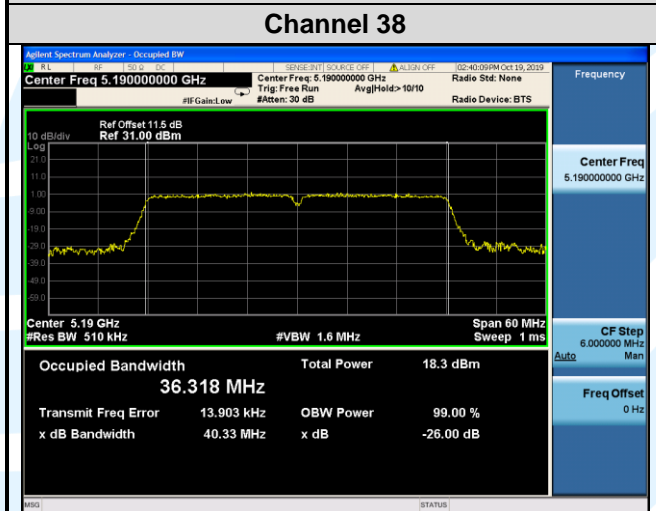 Channel 38
Agilent Spectrum Analyzer - Occupied BW
RL RF 50 Ω DC SENSE:INT SOURCE OFF ALIGN OFF 02:40:09 PM Oct 19, 2019
Center Freq 5.190000000 GHz
Center Freq: 5.190000000 GHz Radio Std: None
Trig: Free Run Avg|Hold:> 10/10
#IFGain:Low #Atten: 30 dB Radio Device: BTS
Frequency
Ref Offset 11.5 dB
10 dB/div Ref 31.00 dBm
Log
21.0
11.0
1.00
-9.00
-19.0
-29.0
-39.0
-49.0
-59.0
Center Freq
5.190000000 GHz
Center 5.19 GHz Span 60 MHz
#Res BW 510 kHz #VBW 1.6 MHz Sweep 1 ms
CF Step
6.000000 MHz
Auto Man
Occupied Bandwidth Total Power 18.3 dBm
36.318 MHz
Transmit Freq Error 13.903 kHz OBW Power 99.00 %
x dB Bandwidth 40.33 MHz x dB -26.00 dB
Freq Offset
0 Hz
MSG STATUS